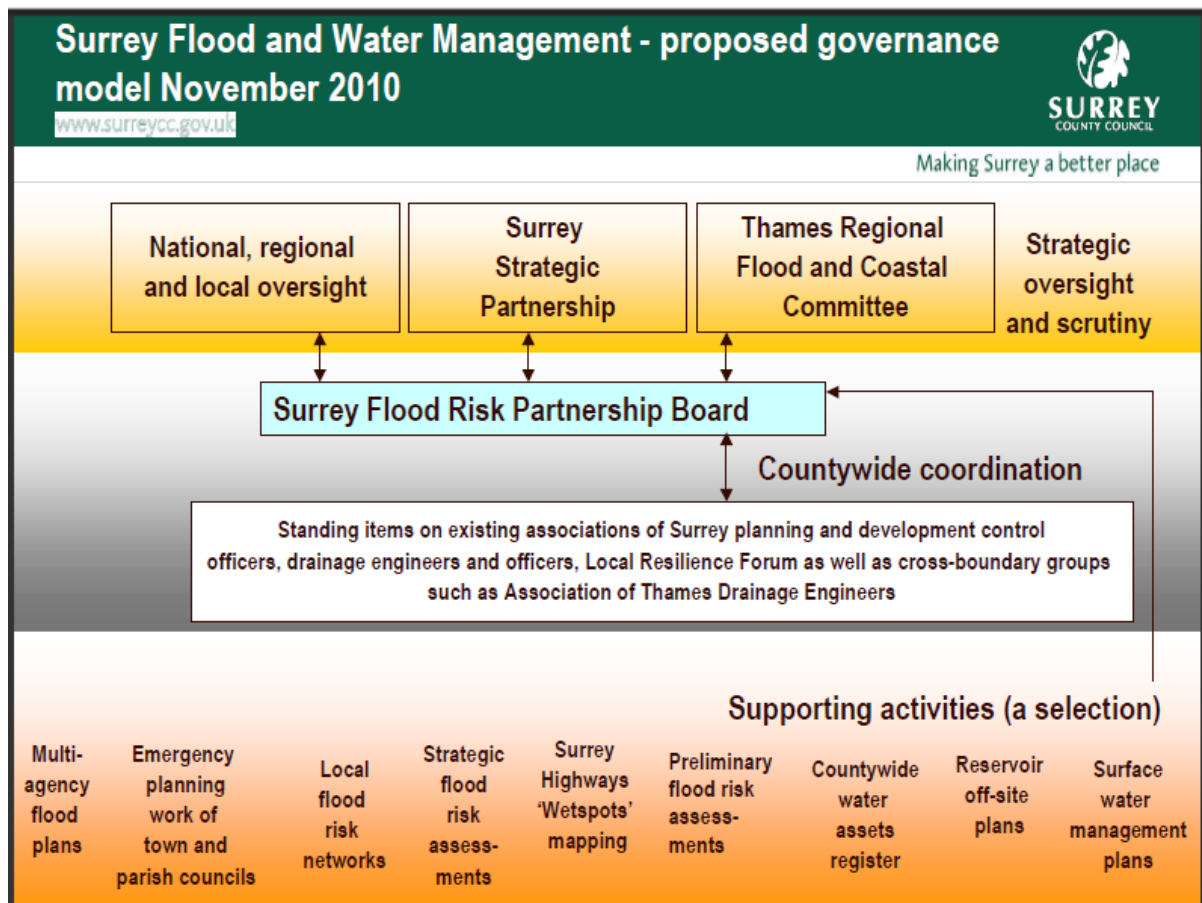 Surrey Flood and Water Management - proposed governance
model November 2010
www.surreycc.gov.uk
SURREY
COUNTY COUNCIL
Making Surrey a better place
National, regional
and local oversight
Surrey
Strategic
Partnership
Thames Regional
Flood and Coastal
Committee
Strategic
oversight
and scrutiny
Surrey Flood Risk Partnership Board
Countywide coordination
Standing items on existing associations of Surrey planning and development control
officers, drainage engineers and officers, Local Resilience Forum as well as cross-boundary groups
such as Association of Thames Drainage Engineers
Supporting activities (a selection)
Multi-
agency
flood
plans
Emergency
planning
work of
town and
parish councils
Local
flood
risk
networks
Strategic
flood
risk
assess-
ments
Surrey
Highways
‘Wetspots’
mapping
Preliminary
flood risk
assess-
ments
Countywide
water
assets
register
Reservoir
off-site
plans
Surface
water
management
plans